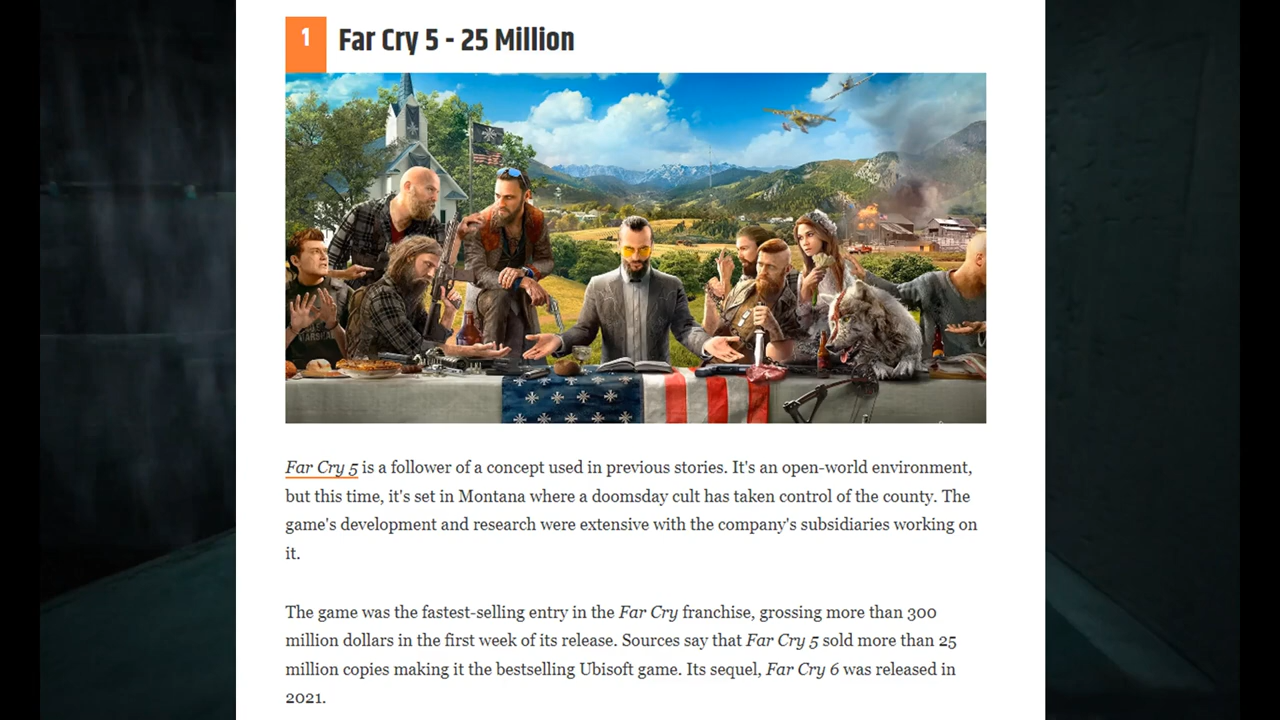 1
Far Cry 5 - 25 Million
MARSHAL
Far Cry 5 is a follower of a concept used in previous stories. It's an open-world environment,
but this time, it's set in Montana where a doomsday cult has taken control of the county. The
game's development and research were extensive with the company's subsidiaries working on
it.
The game was the fastest-selling entry in the Far Cry franchise, grossing more than 300
million dollars in the first week of its release. Sources say that Far Cry 5 sold more than 25
million copies making it the bestselling Ubisoft game. Its sequel, Far Cry 6 was released in
2021.